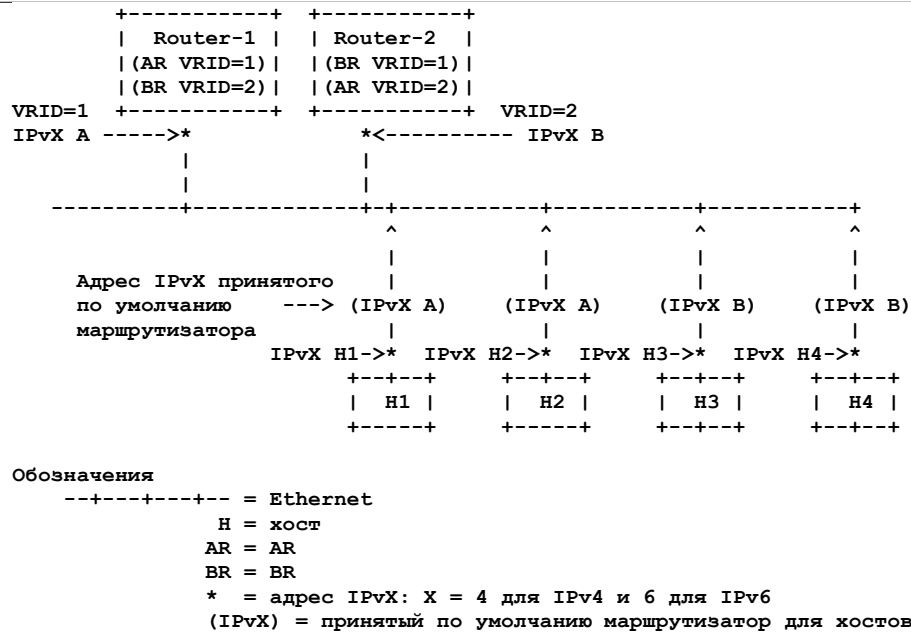 +-----------+  +-----------+
        |  Router-1 |  | Router-2  |
        |(AR VRID=1)|  |(BR VRID=1)|
        |(BR VRID=2)|  |(AR VRID=2)|
VRID=1  +-----------+  +-----------+  VRID=2
IPvX A ----->*             *<---------- IPvX B
             |             |
             |             |
   ----------+-------------+-+-----------+-----------+-----------+
                             ^           ^           ^           ^
                             |           |           |           |
     Адрес IPvX принятого    |           |           |           |
     по умолчанию    ---> (IPvX A)    (IPvX A)    (IPvX B)    (IPvX B)
     маршрутизатора          |           |           |           |
                    IPvX H1->*  IPvX H2->*  IPvX H3->*  IPvX H4->*
                          +--+--+     +--+--+     +--+--+     +--+--+
                          |  H1 |     |  H2 |     |  H3 |     |  H4 |
                          +-----+     +-----+     +--+--+     +--+--+
Обозначения
    --+---+---+-- = Ethernet
                H = хост
               AR = AR
               BR = BR
               *  = адрес IPvX: X = 4 для IPv4 и 6 для IPv6
               (IPvX) = принятый по умолчанию маршрутизатор для хостов